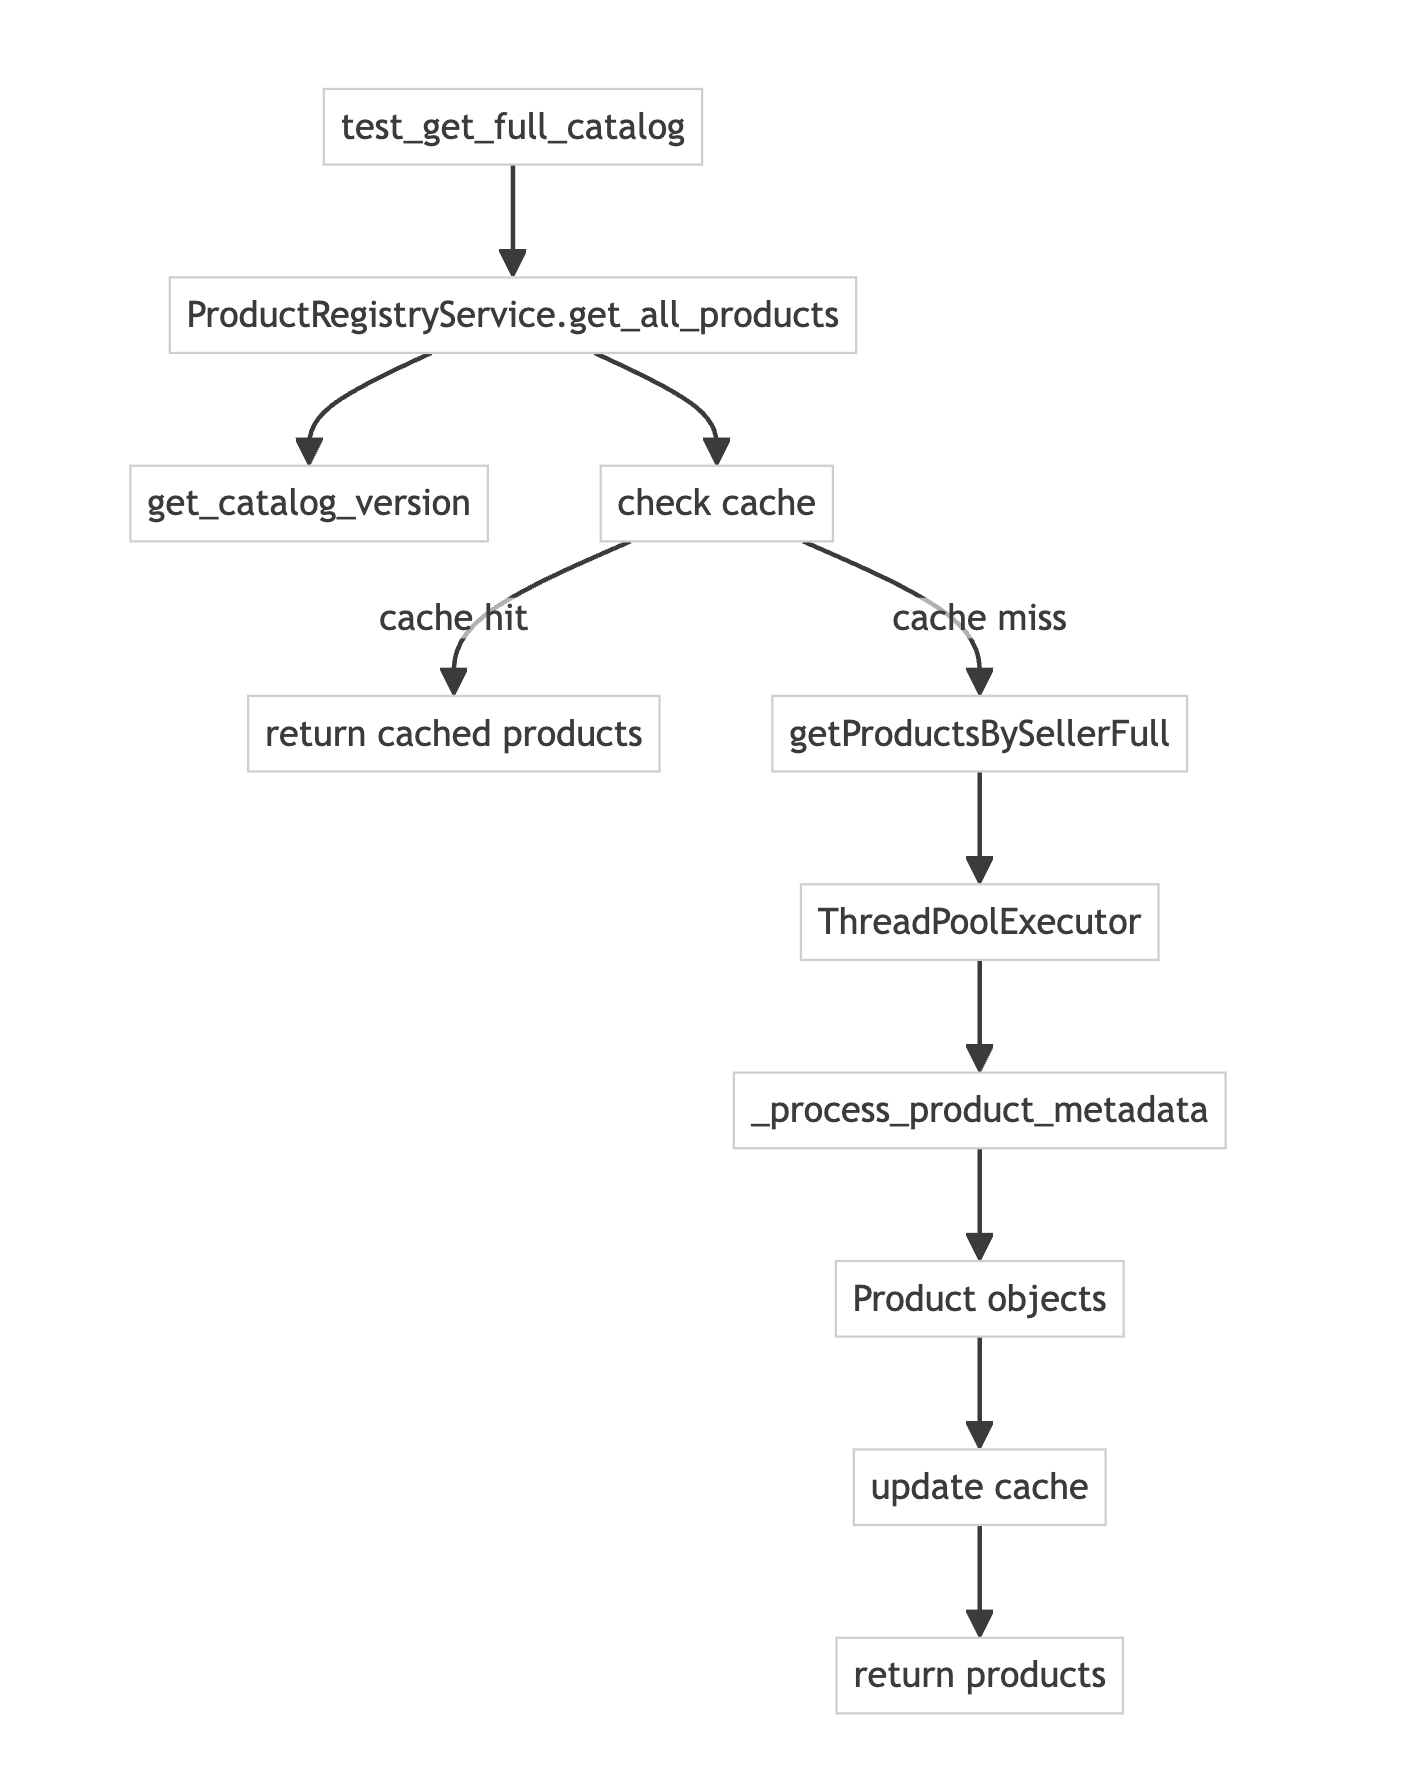 test_get_full_catalog
ProductRegistryService.get_all_products
get_catalog_version
check cache
cache hit
cache miss
return cached products
getProductsBySellerFull
ThreadPoolExecutor
_process_product_metadata
Product objects
update cache
return products